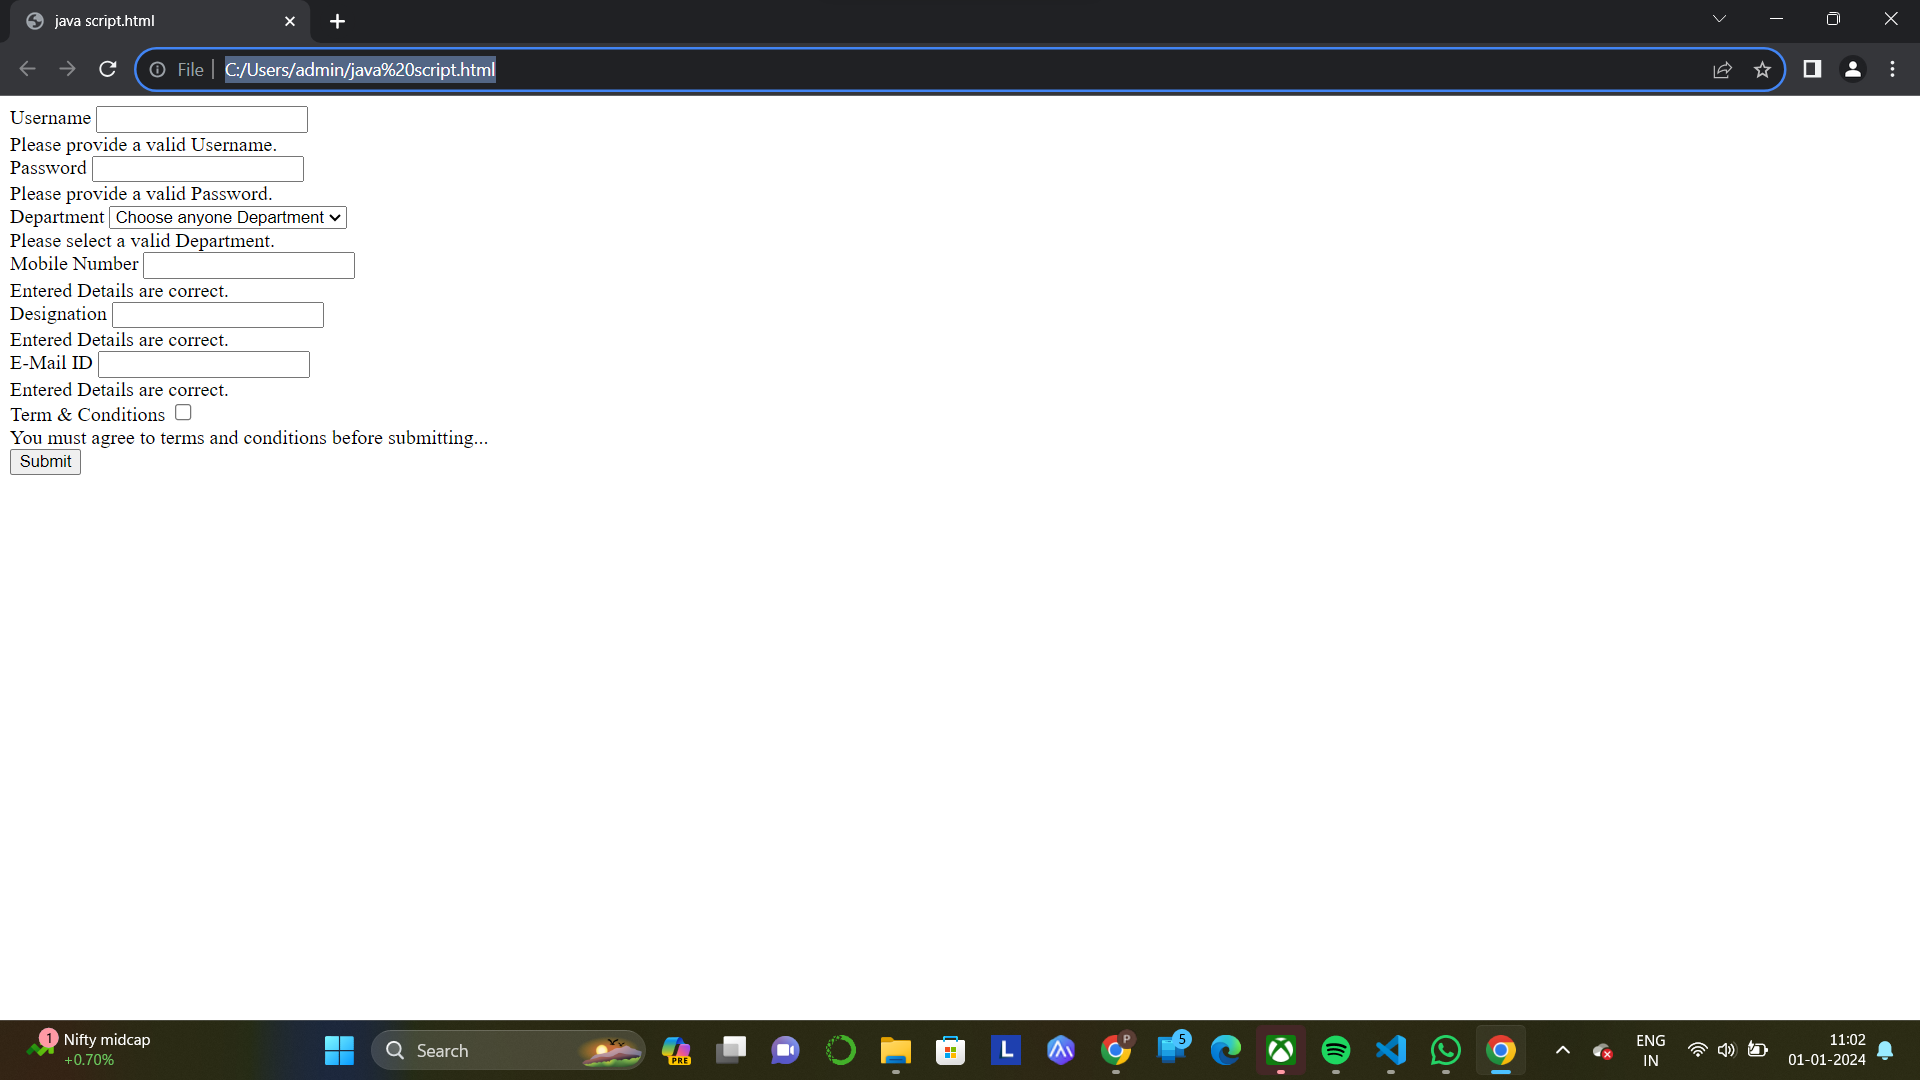 java script.html
File
C:/Users/admin/java%20script.html
Username
Please provide a valid Username.
Password
Please provide a valid Password.
Department Choose anyone Department
Please select a valid Department.
Mobile Number
Entered Details are correct.
Designation
Entered Details are correct.
E-Mail ID
Entered Details are correct.
Term & Conditions
You must agree to terms and conditions before submitting...
Submit
1
Nifty midcap
+0.70%
Search
PRE
L
P
5
ENG
IN
11:02
01-01-2024